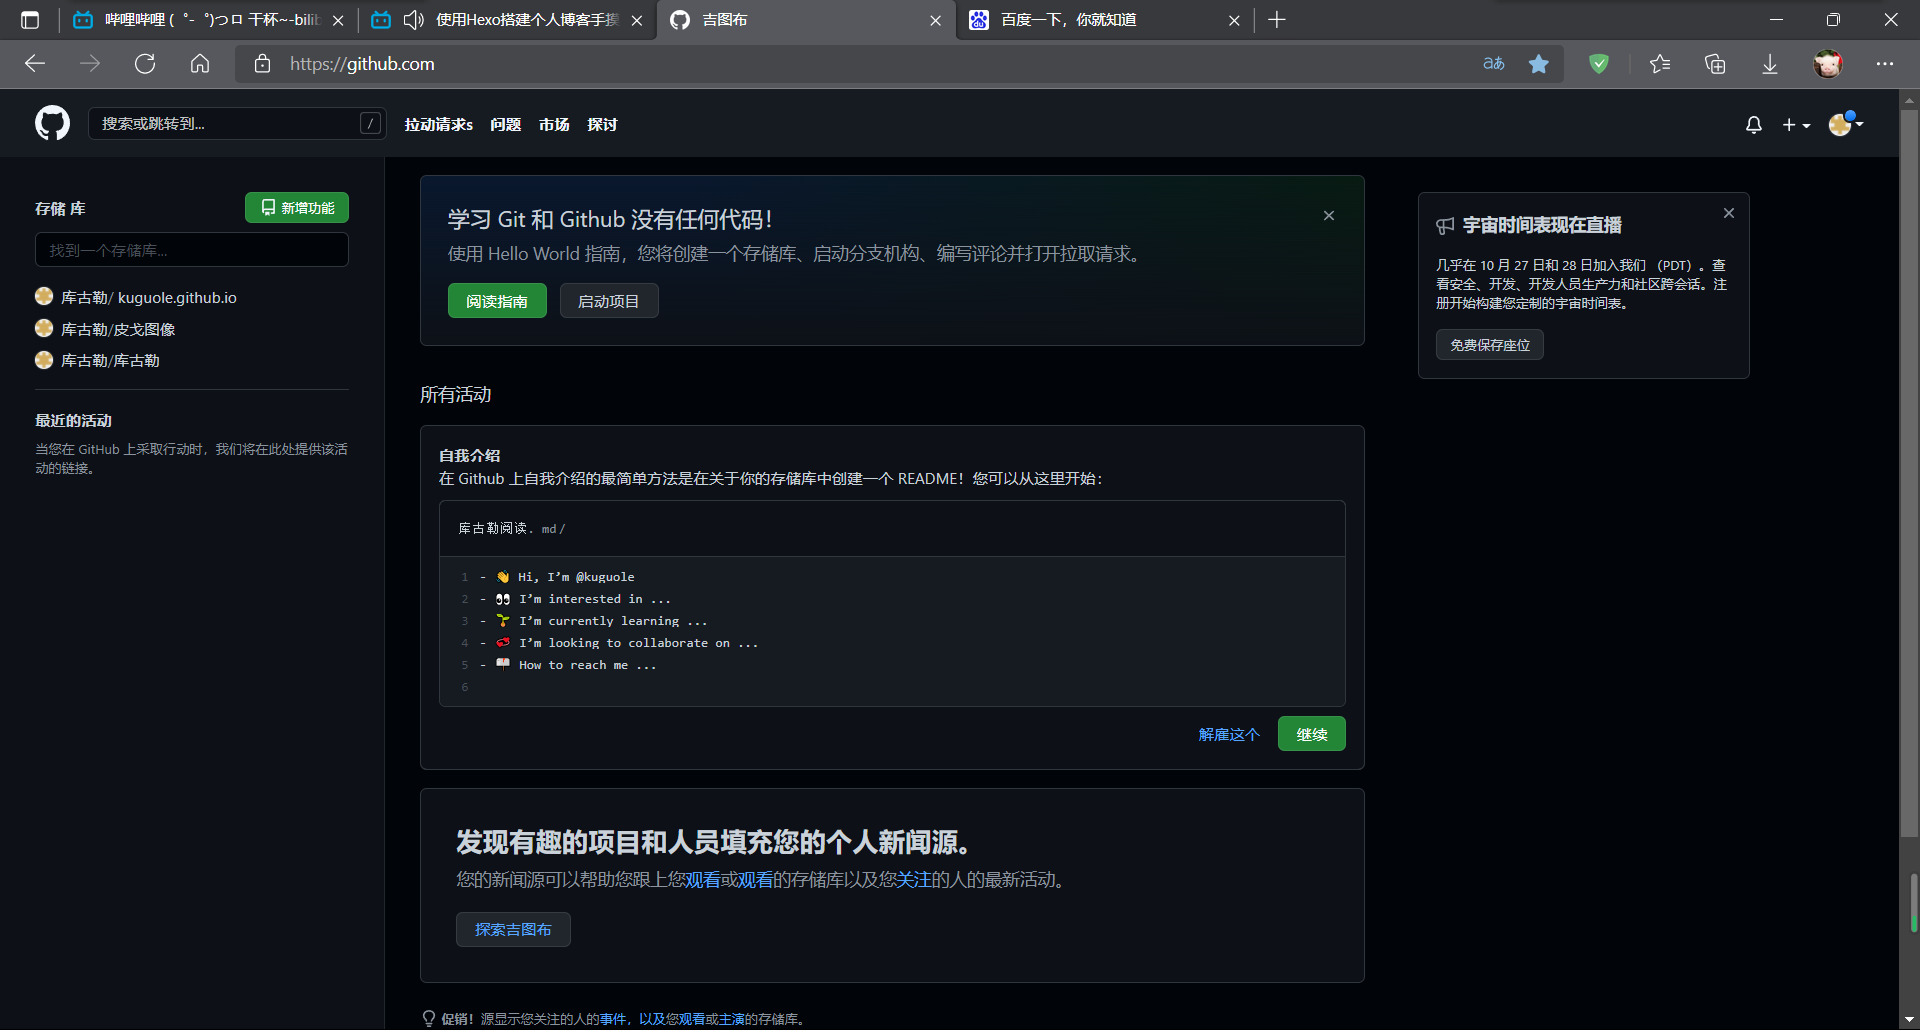 哔哩哔哩 (゜-゜)つロ 干杯~-bili
使用Hexo搭建个人博客手摸
吉图布
百度一下，你就知道
https://github.com
搜索或跳转到...
/
拉动请求s 问题 市场 探讨
存储 库
新增功能
找到一个存储库...
库古勒/ kuguole.github.io
库古勒/皮戈图像
库古勒/库古勒
最近的活动
当您在 GitHub 上采取行动时，我们将在此处提供该活
动的链接。
学习 Git 和 Github 没有任何代码！
使用 Hello World 指南，您将创建一个存储库、启动分支机构、编写评论并打开拉取请求。
阅读指南
启动项目
所有活动
自我介绍
在 Github 上自我介绍的最简单方法是在关于你的存储库中创建一个 README！您可以从这里开始：
库古勒阅读. md/
1 - 👋 Hi, I’m @kuguole
2 - 👀 I’m interested in ...
3 - 🌱 I’m currently learning ...
4 - 💞️ I’m looking to collaborate on ...
5 - 📫 How to reach me ...
6
解雇这个
继续
发现有趣的项目和人员填充您的个人新闻源。
您的新闻源可以帮助您跟上您观看或观看的存储库以及您关注的人的最新活动。
探索吉图布
促销！源显示您关注的人的事件，以及您观看或主演的存储库。
宇宙时间表现在直播
几乎在 10 月 27 日和 28 日加入我们 （PDT）。查
看安全、开发、开发人员生产力和社区跨会话。注
册开始构建您定制的宇宙时间表。
免费保存座位